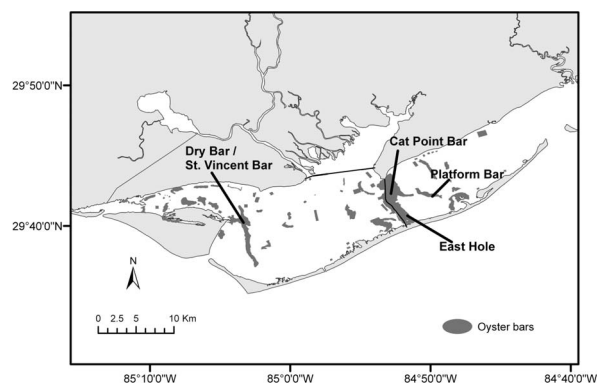 29°50'0"N
Cat Point Bar
Dry Bar /
St. Vincent Bar
Platform Bar
29°40'0"N
East Hole
N
0 2.5 5 10 Km
Oyster bars
85°10'0"W 85°0'0"W 84°50'0"W 84°40'0"W